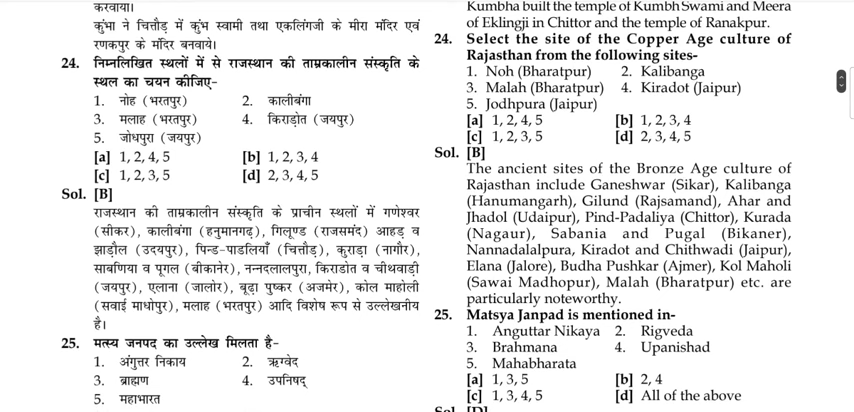 करवाया।
कुंभा ने चित्तौड़ में कुंभ स्वामी तथा एकलिंगजी के मीरा मंदिर एवं
रणकपुर के मंदिर बनवाये।
24. निम्नलिखित स्थलों में से राजस्थान की ताम्रकालीन संस्कृति के
स्थल का चयन कीजिए-
1. नोह (भरतपुर) 2. कालीबंगा
3. मलाह (भरतपुर) 4. किराड़ोत (जयपुर)
5. जोधपुरा (जयपुर)
[a] 1, 2, 4, 5 [b] 1, 2, 3, 4
[c] 1, 2, 3, 5 [d] 2, 3, 4, 5
Sol. [B]
राजस्थान की ताम्रकालीन संस्कृति के प्राचीन स्थलों में गणेश्वर
(सीकर), कालीबंगा (हनुमानगढ़), गिलूण्ड (राजसमंद) आहड़ व
झाड़ौल (उदयपुर), पिन्ड-पाडलियाँ (चित्तौड़), कुराड़ा (नागौर),
साबणिया व पूगल (बीकानेर), नन्दलालपुरा, किराडोत व चीथवाड़ी
(जयपुर), एलाना (जालोर), बूढ़ा पुष्कर (अजमेर), कोल माहोली
(सवाई माधोपुर), मलाह (भरतपुर) आदि विशेष रूप से उल्लेखनीय
है।
25. मत्स्य जनपद का उल्लेख मिलता है-
1. अंगुत्तर निकाय 2. ऋग्वेद
3. ब्राह्मण 4. उपनिषद्
5. महाभारत
Kumbha built the temple of Kumbh Swami and Meera
of Eklingji in Chittor and the temple of Ranakpur.
24. Select the site of the Copper Age culture of
Rajasthan from the following sites-
1. Noh (Bharatpur) 2. Kalibanga
3. Malah (Bharatpur) 4. Kiradot (Jaipur)
5. Jodhpura (Jaipur)
[a] 1, 2, 4, 5 [b] 1, 2, 3, 4
[c] 1, 2, 3, 5 [d] 2, 3, 4, 5
Sol. [B]
The ancient sites of the Bronze Age culture of
Rajasthan include Ganeshwar (Sikar), Kalibanga
(Hanumangarh), Gilund (Rajsamand), Ahar and
Jhadol (Udaipur), Pind-Padaliya (Chittor), Kurada
(Nagaur), Sabania and Pugal (Bikaner),
Nannadalalpura, Kiradot and Chithwadi (Jaipur),
Elana (Jalore), Budha Pushkar (Ajmer), Kol Maholi
(Sawai Madhopur), Malah (Bharatpur) etc. are
particularly noteworthy.
25. Matsya Janpad is mentioned in-
1. Anguttar Nikaya 2. Rigveda
3. Brahmana 4. Upanishad
5. Mahabharata
[a] 1, 3, 5 [b] 2, 4
[c] 1, 3, 4, 5 [d] All of the above
Sol. [D]